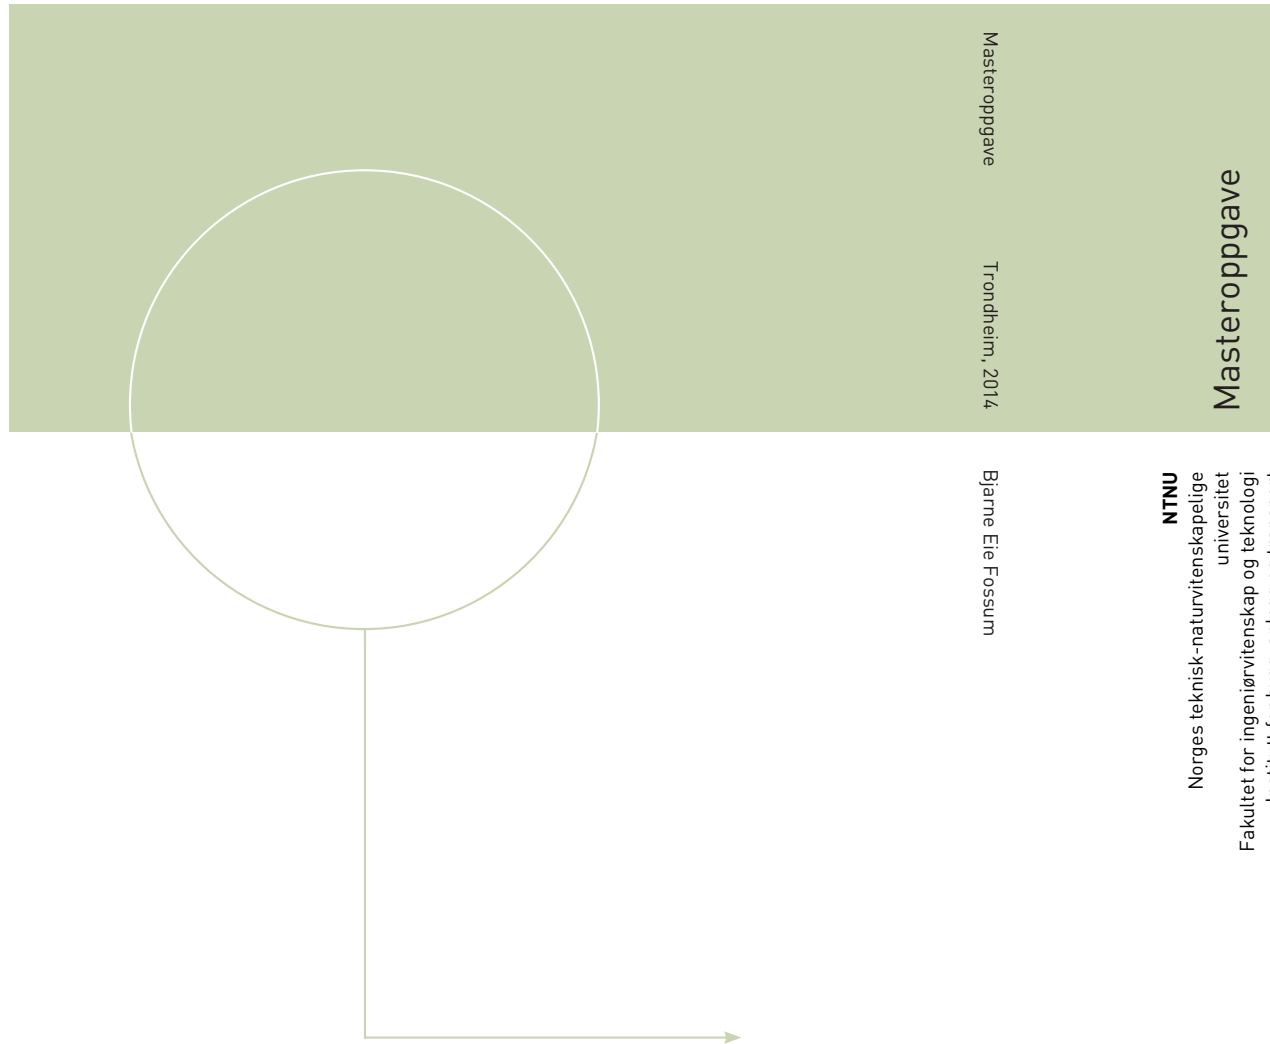 Masteroppgave
Trondheim, 2014
Bjarne Eie Fossum
Masteroppgave
NTNU
Norges teknisk-naturvitenskapelige
universitet
Fakultet for ingeniørvitenskap og teknologi